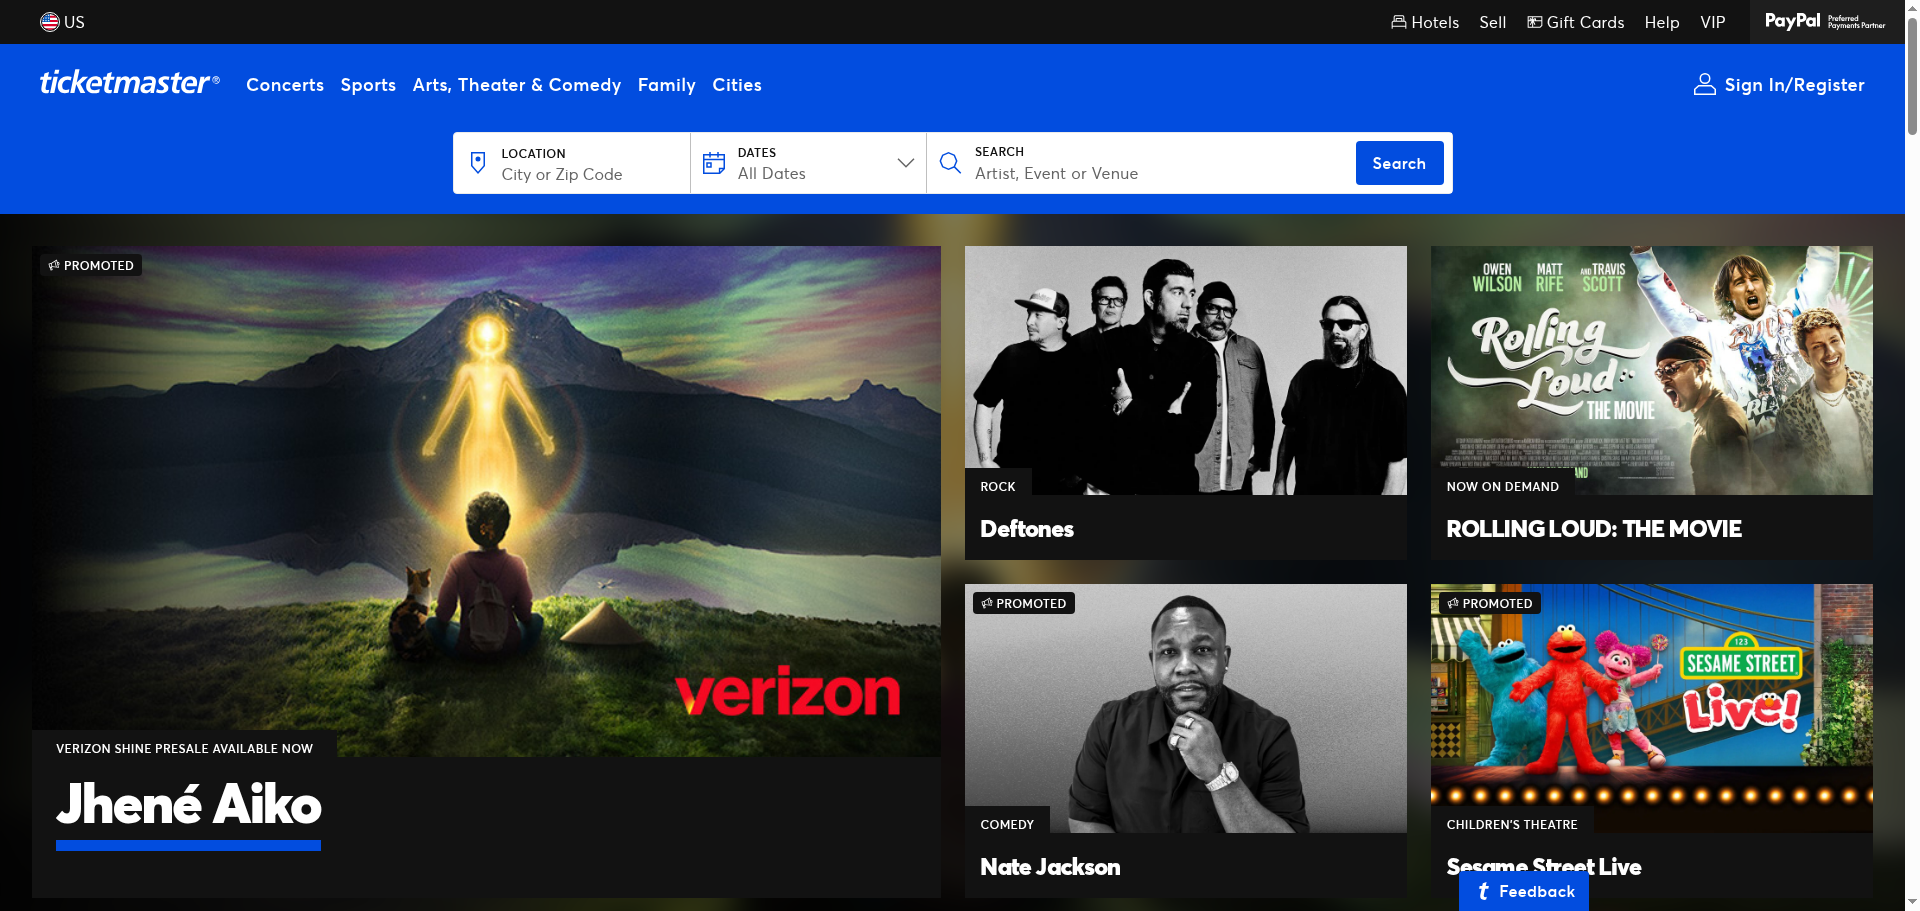 US
Hotels
Sell
Gift Cards
Help
VIP
PayPal
Preferred
Payments Partner
ticketmaster®
Concerts
Sports
Arts, Theater & Comedy
Family
Cities
Sign In/Register
LOCATION
City or Zip Code
DATES
All Dates
SEARCH
Artist, Event or Venue
Search
PROMOTED
verizon
VERIZON SHINE PRESALE AVAILABLE NOW
Jhené Aiko
ROCK
Deftones
OWEN WILSON
MATT RIFE
AND TRAVIS SCOTT
Rolling
Loud
THE MOVIE
NOW ON DEMAND
ROLLING LOUD: THE MOVIE
PROMOTED
COMEDY
Nate Jackson
PROMOTED
123
SESAME STREET
Live!
CHILDREN'S THEATRE
Sesame Street Live
t Feedback